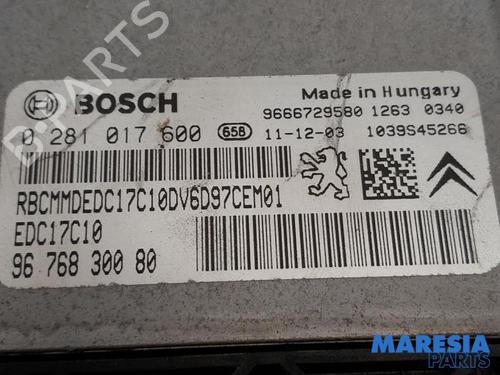 BOSCH
Made in Hungary
9666729580 1263 0340
0 281 017 600 658 11-12-03 1039S45266
RBCMMDEDC17C10DV6D97CEM01
EDC17C10
96 768 300 80
B-PARTS
MARESIA
PARTS